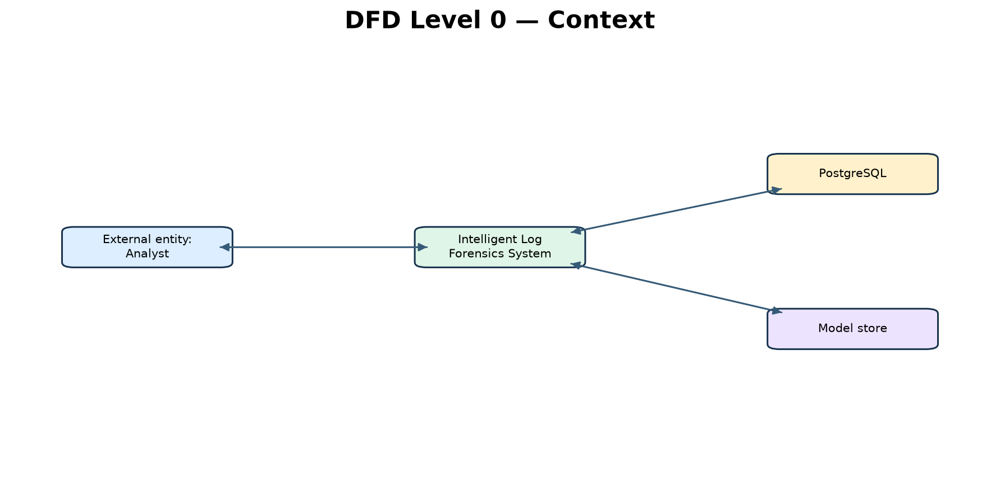 DFD Level 0 — Context
External entity:
Analyst
Intelligent Log
Forensics System
PostgreSQL
Model store